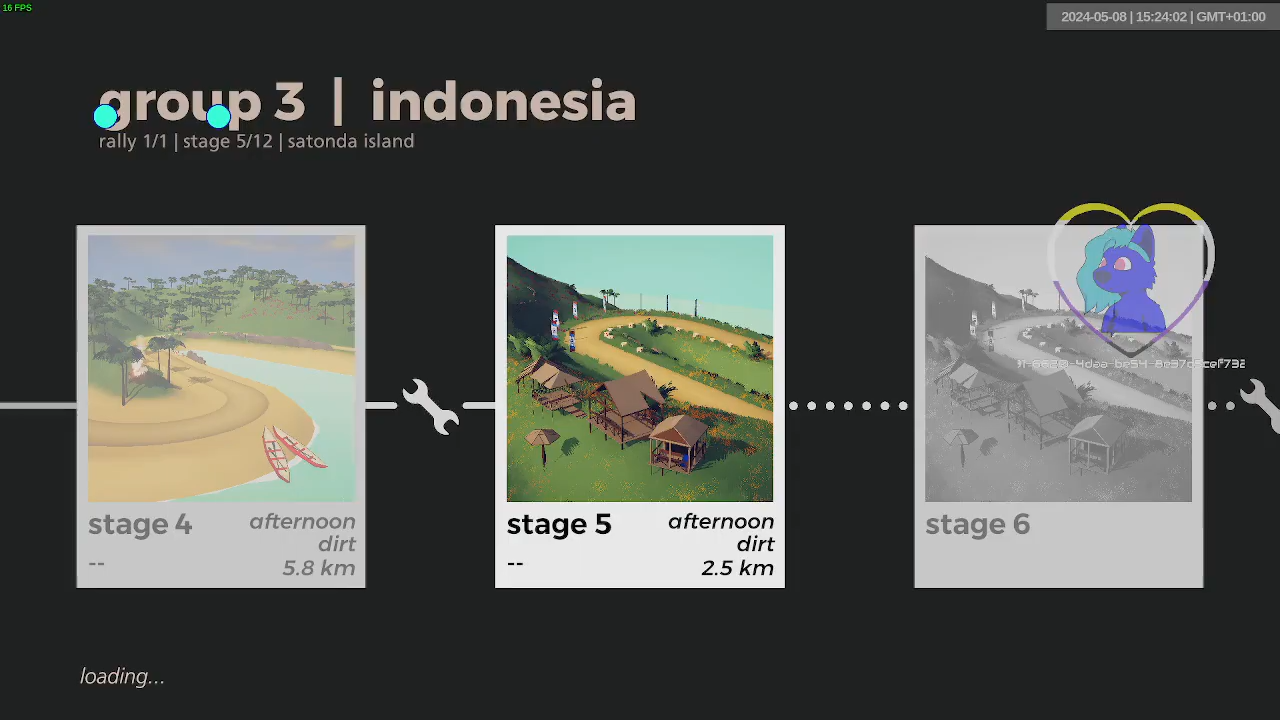 16 FPS
2024-05-08 | 15:24:02 | GMT+01:00
group 3 | indonesia
rally 1/1 | stage 5/12 | satonda island
stage 4
afternoon
dirt
--
5.8 km
stage 5
afternoon
dirt
--
2.5 km
stage 6
loading...